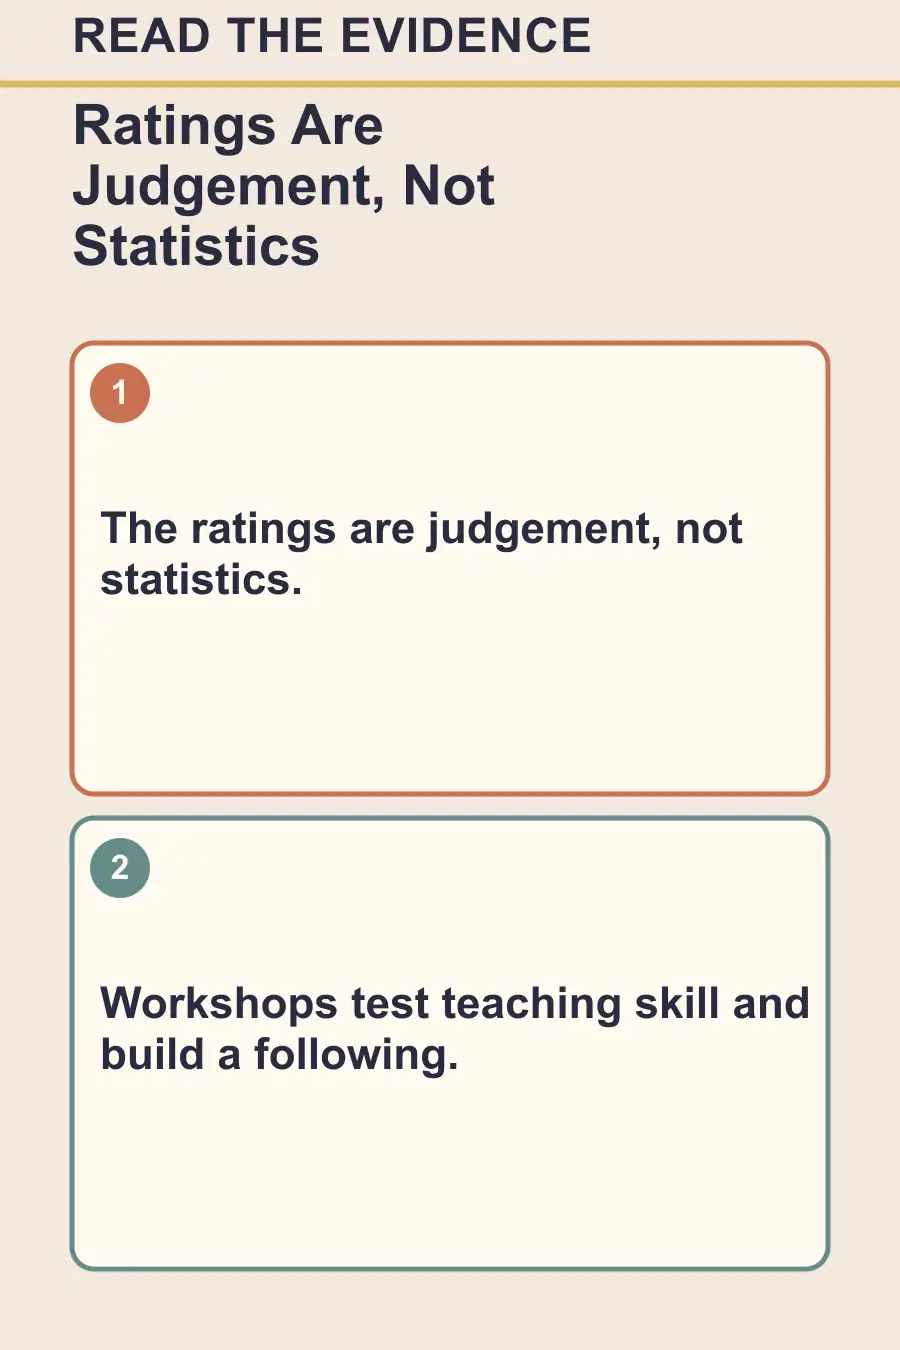 READ THE EVIDENCE
Ratings Are
Judgement, Not
Statistics
1
The ratings are judgement, not
statistics.
2
Workshops test teaching skill and
build a following.